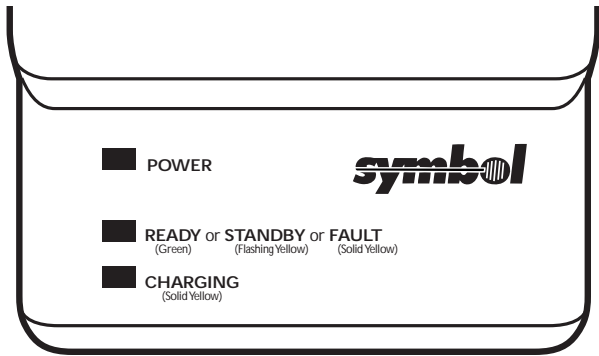 POWER
symbol
READY or STANDBY or FAULT
(Green) (Flashing Yellow) (Solid Yellow)
CHARGING
(Solid Yellow)